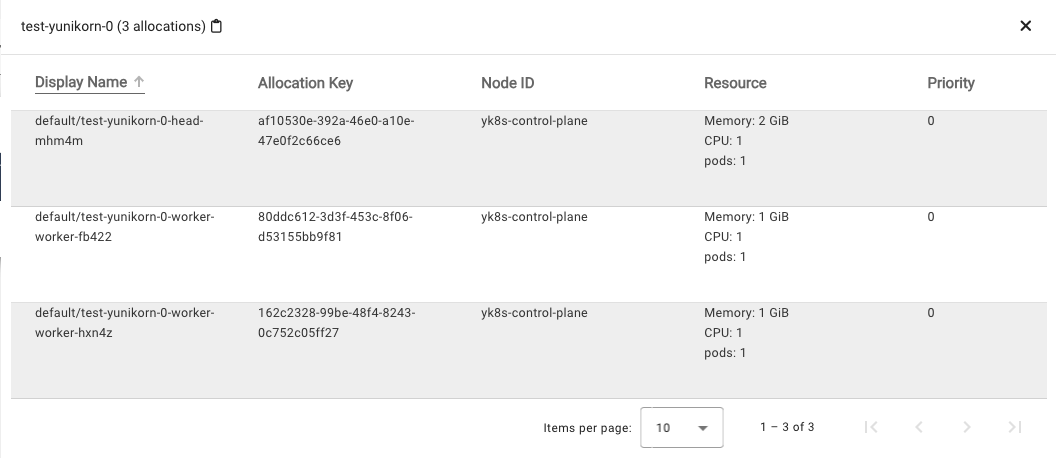 test-yunikorn-0 (3 allocations)
Display Name ↑ Allocation Key Node ID Resource Priority
default/test-yunikorn-0-head- af10530e-392a-46e0-a10e- yk8s-control-plane Memory: 2 GiB 0
mhm4m 47e0f2c66ce6 CPU: 1
pods: 1
default/test-yunikorn-0-worker- 80ddc612-3d3f-453c-8f06- yk8s-control-plane Memory: 1 GiB 0
worker-fb422 d53155bb9f81 CPU: 1
pods: 1
default/test-yunikorn-0-worker- 162c2328-99be-48f4-8243- yk8s-control-plane Memory: 1 GiB 0
worker-hxn4z 0c752c05ff27 CPU: 1
pods: 1
Items per page: 10 1 – 3 of 3